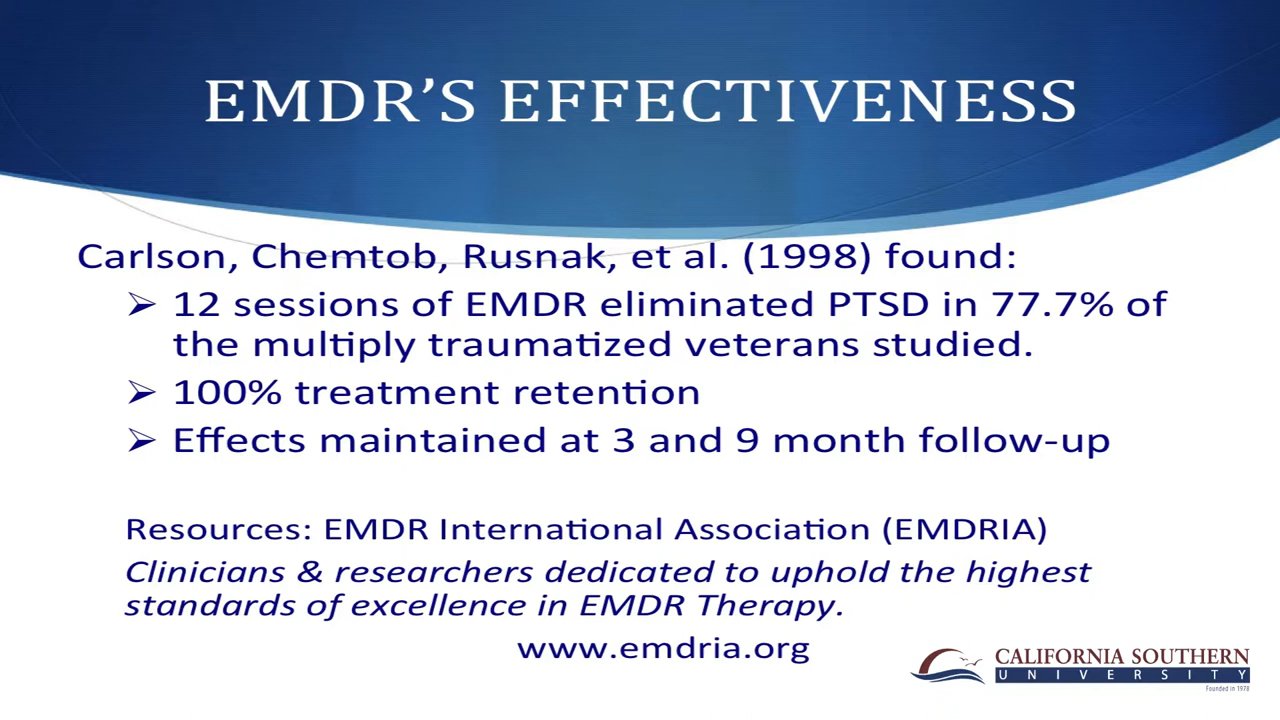 EMDR’S EFFECTIVENESS
Carlson, Chemtob, Rusnak, et al. (1998) found:
➢ 12 sessions of EMDR eliminated PTSD in 77.7% of
the multiply traumatized veterans studied.
➢ 100% treatment retention
➢ Effects maintained at 3 and 9 month follow-up
Resources: EMDR International Association (EMDRIA)
Clinicians & researchers dedicated to uphold the highest
standards of excellence in EMDR Therapy.
www.emdria.org
CALIFORNIA SOUTHERN
UNIVERSITY
Founded in 1978